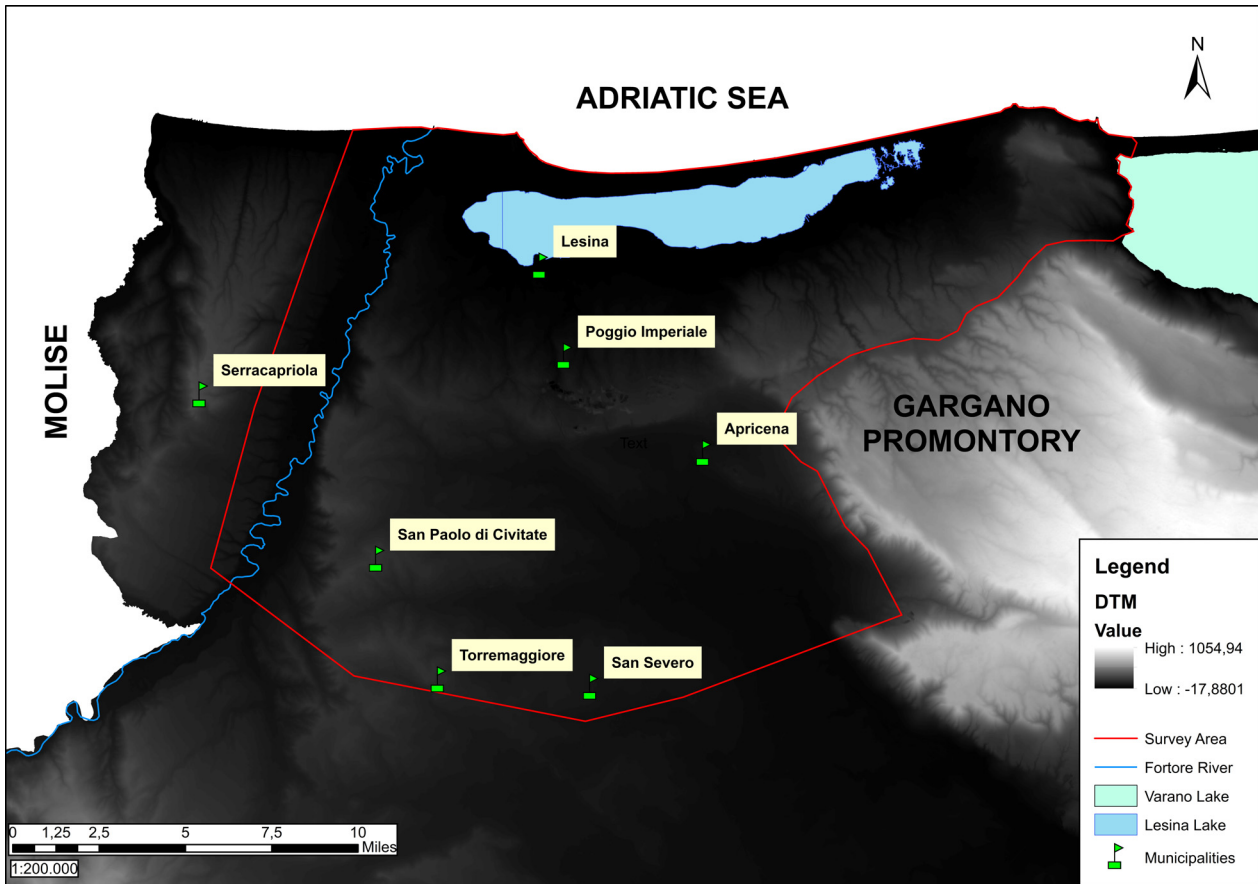 N
ADRIATIC SEA
Lesina
Poggio Imperiale
MOLISE
Serracapriola
GARGANO
PROMONTORY
Apricena
Text
San Paolo di Civitate
Torremaggiore
San Severo
Legend
DTM
Value
High : 1054,94
Low : -17,8801
Survey Area
Fortore River
Varano Lake
Lesina Lake
Municipalities
0 1,25 2,5 5 7,5 10
Miles
1:200.000